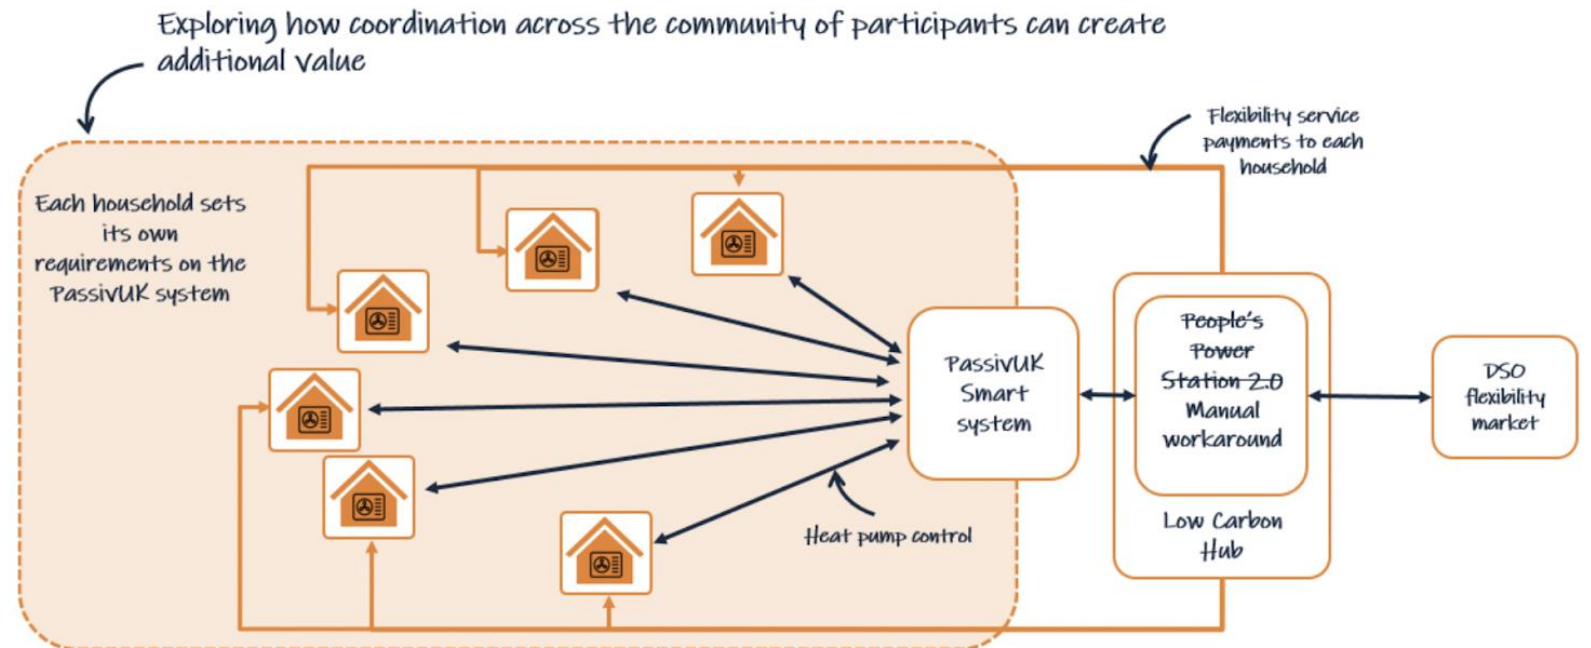 Exploring how coordination across the community of participants can create
additional value
Flexibility service
payments to each
household
Each household sets
its own
requirements on the
PassivUK system
PassivUK
Smart
system
People's
Power
Station 2.0
Manual
workaround
Low Carbon
Hub
DSO
flexibility
market
Heat pump control